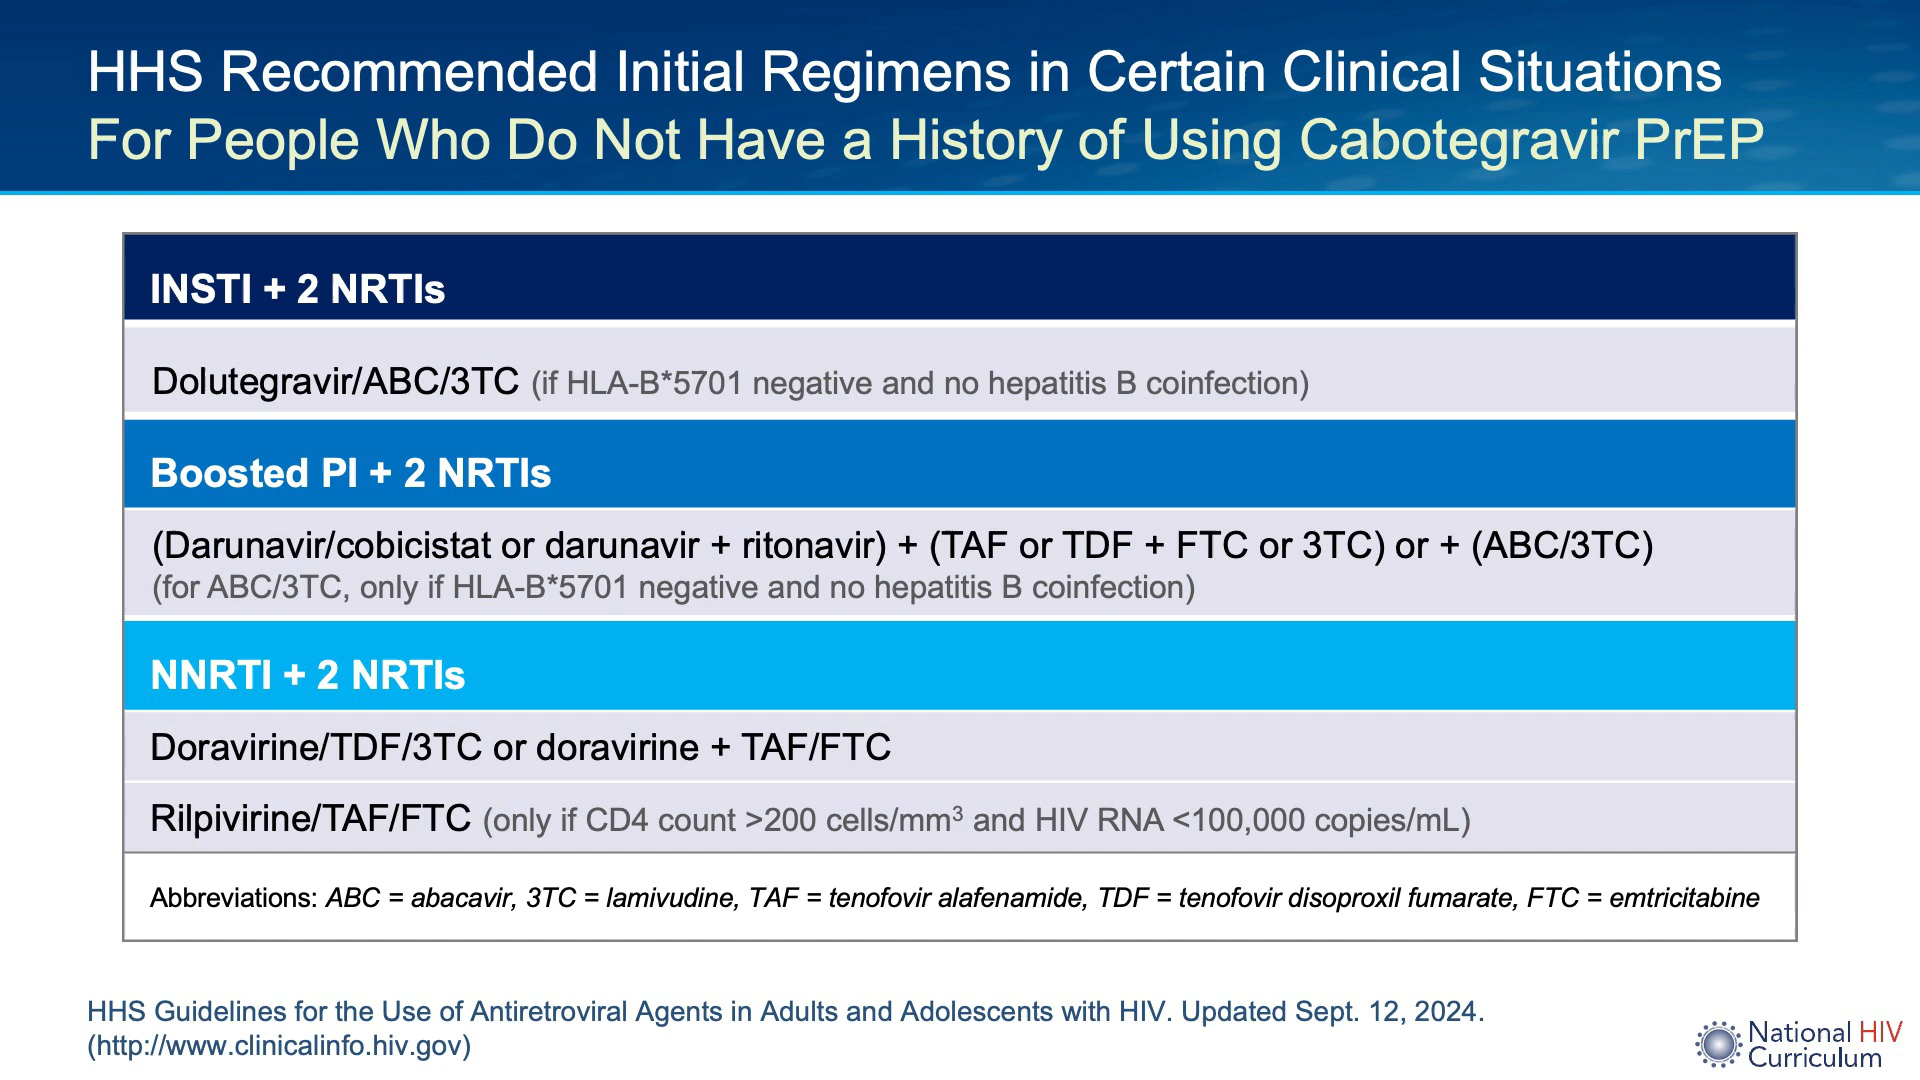 HHS Recommended Initial Regimens in Certain Clinical Situations
For People Who Do Not Have a History of Using Cabotegravir PrEP
INSTI + 2 NRTIs
Dolutegravir/ABC/3TC (if HLA-B*5701 negative and no hepatitis B coinfection)
Boosted PI + 2 NRTIs
(Darunavir/cobicistat or darunavir + ritonavir) + (TAF or TDF + FTC or 3TC) or + (ABC/3TC)
(for ABC/3TC, only if HLA-B*5701 negative and no hepatitis B coinfection)
NNRTI + 2 NRTIs
Doravirine/TDF/3TC or doravirine + TAF/FTC
Rilpivirine/TAF/FTC (only if CD4 count >200 cells/mm³ and HIV RNA <100,000 copies/mL)
Abbreviations: ABC = abacavir, 3TC = lamivudine, TAF = tenofovir alafenamide, TDF = tenofovir disoproxil fumarate, FTC = emtricitabine
HHS Guidelines for the Use of Antiretroviral Agents in Adults and Adolescents with HIV. Updated Sept. 12, 2024.
(http://www.clinicalinfo.hiv.gov)
National HIV
Curriculum